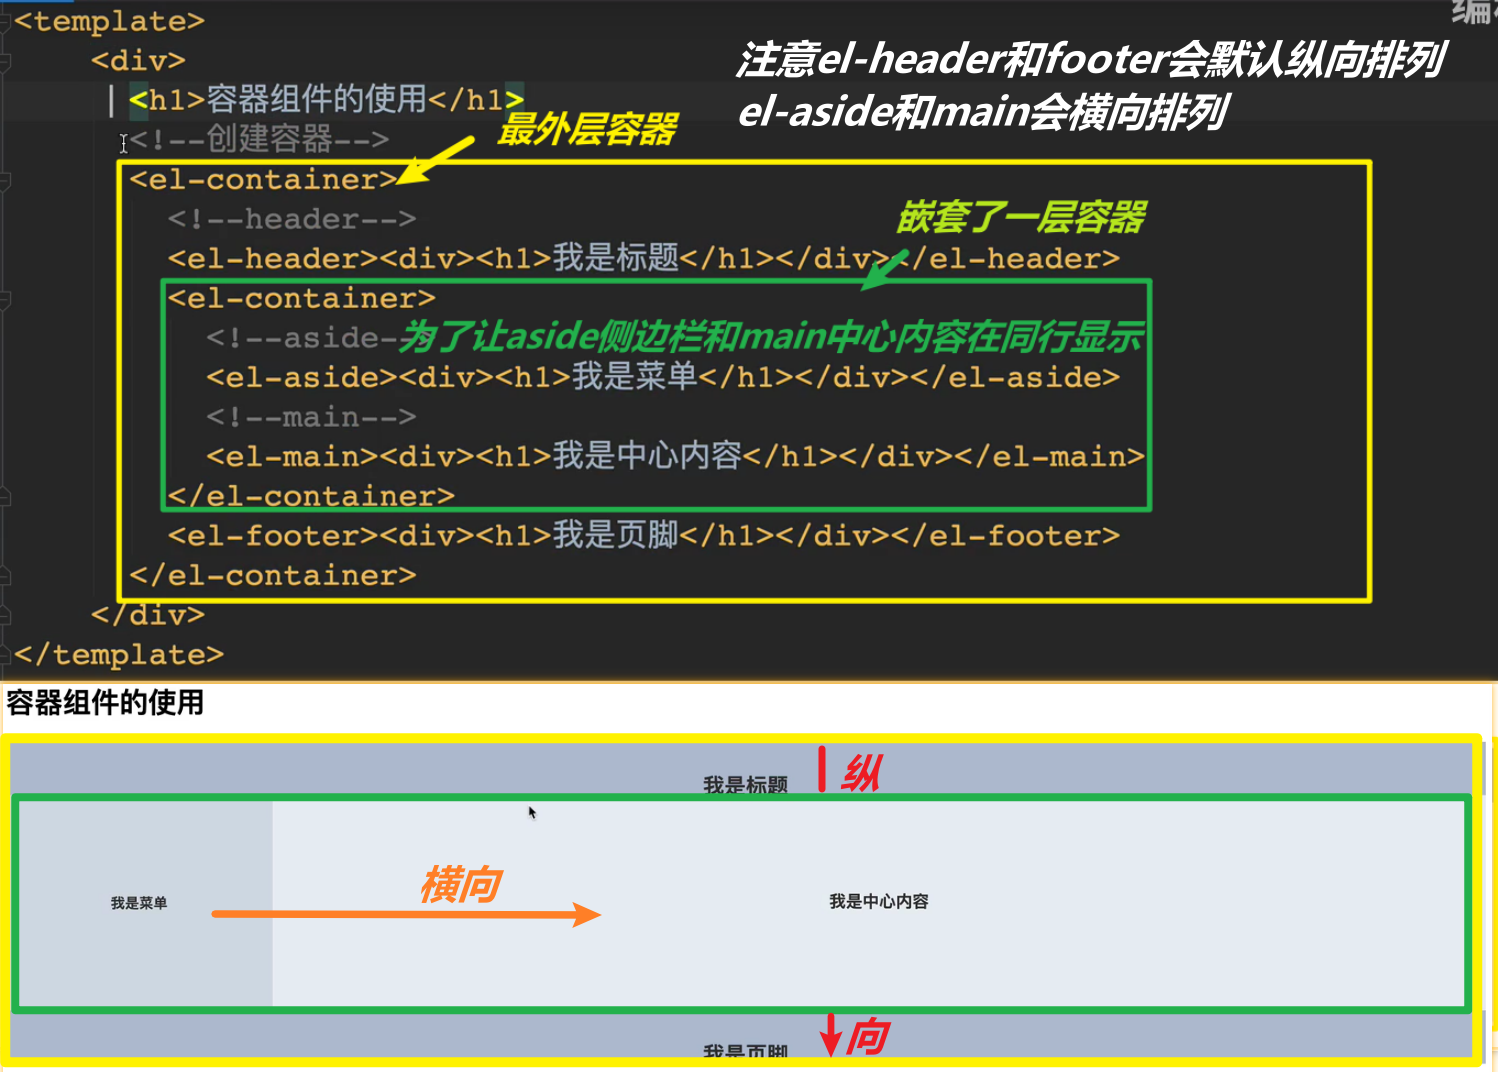 <template>
编
<div>
注意el-header和footer会默认纵向排列
<h1>容器组件的使用</h1>
el-aside和main会横向排列
<!--创建容器-->
最外层容器
<el-container>
<!--header-->
嵌套了一层容器
<el-header><div><h1>我是标题</h1></div></el-header>
<el-container>
<!--aside-
为了让aside侧边栏和main中心内容在同行显示
<el-aside><div><h1>我是菜单</h1></div></el-aside>
<!--main-->
<el-main><div><h1>我是中心内容</h1></div></el-main>
</el-container>
<el-footer><div><h1>我是页脚</h1></div></el-footer>
</el-container>
</div>
</template>
容器组件的使用
我是标题
纵
横向
我是菜单
我是中心内容
向
我是页脚